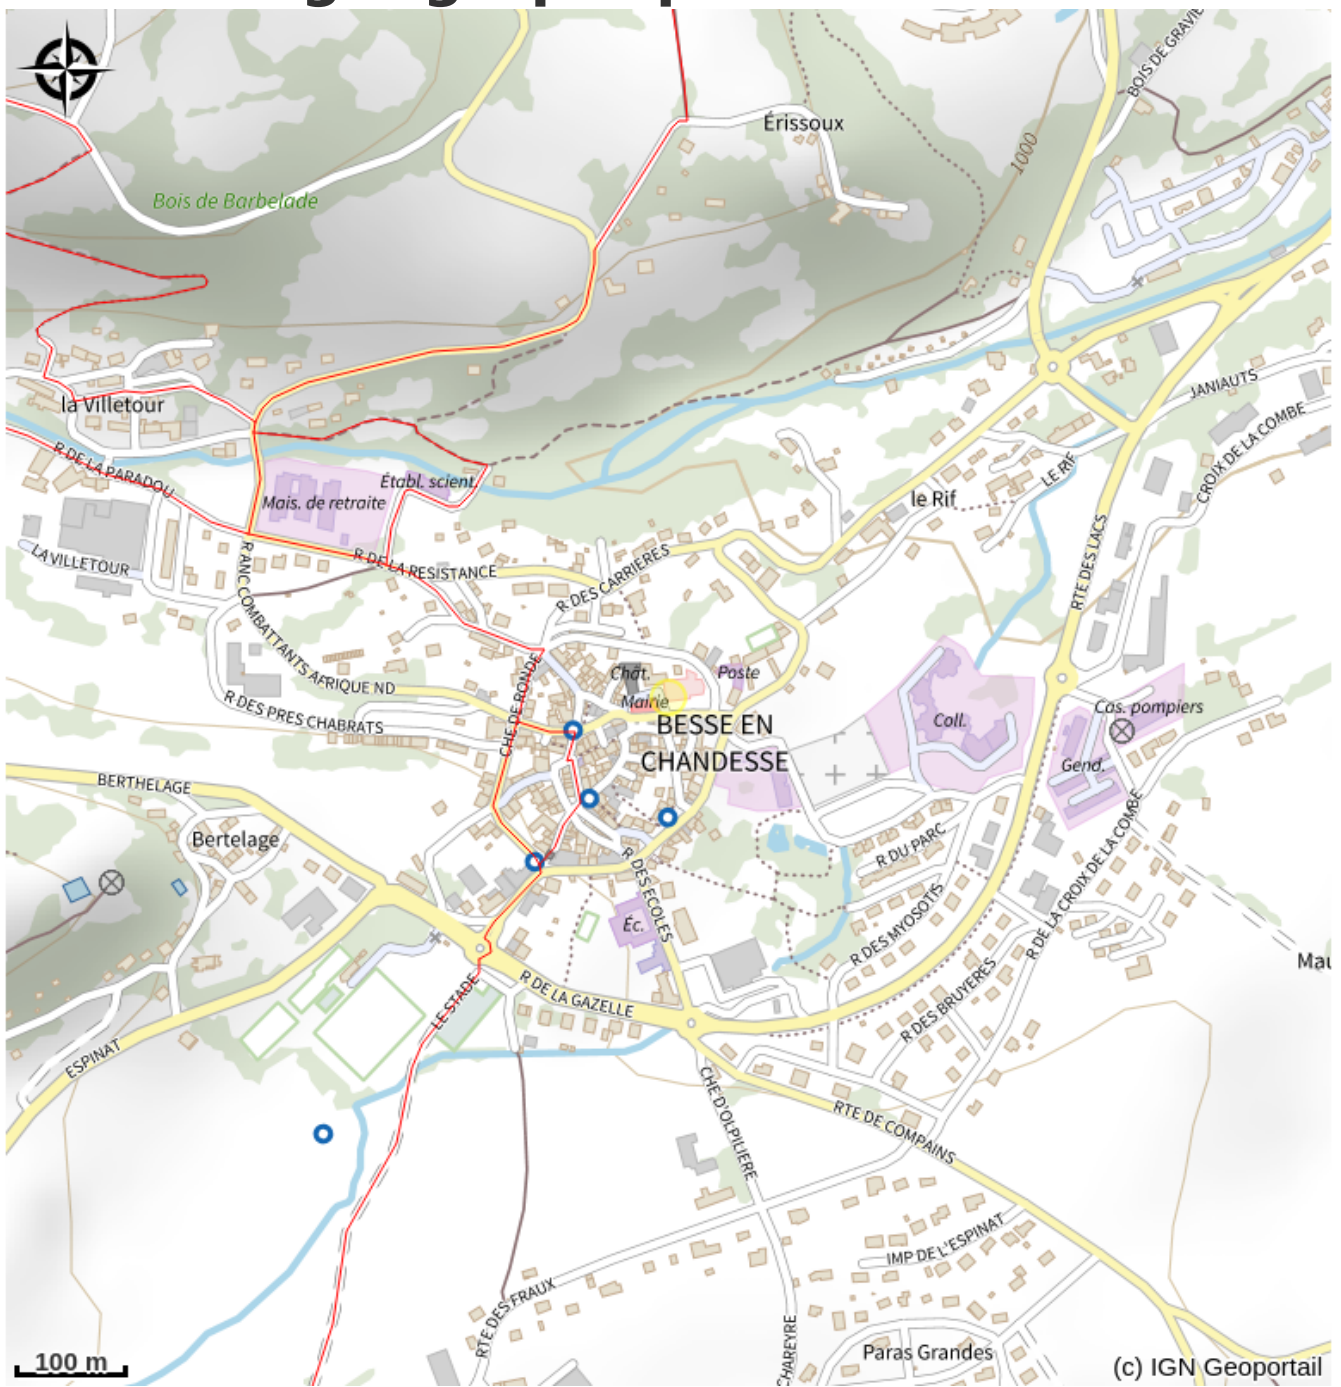 BOIS DE GRAVIE
Érissoux
1000
Bois de Barbelade
la Villetour
JANIAUTS
CROIX DE LA COMBE
R DE LA PARADOU
Établ. scient.
Mais. de retraite
LE RIF
le Rif
LA VILLETOUR
R DE LA RESISTANCE
R DES CARRIERES
RTE DES LACS
R ANC COMBATTANTS AFRIQUE ND
CHE DE RONDE
Chât.
Poste
Mairie
R DES PRES CHABRATS
BESSE EN
CHANDESSE
Coll.
Cas. pompiers
Gend.
BERTHELAGE
Bertelage
R DU PARC
R DES ECOLES
R DE LA CROIX DE LA COMBE
Éc.
R DES MYOSOTIS
Mau
LE STADE
R DE LA GAZELLE
R DES BRUYERES
ESPINAT
CHE D'OLPILIERE
RTE DE COMPAINS
IMP DE L'ESPINAT
RTE DES FRAUX
CHAREYRE
Paras Grandes
100 m
(c) IGN Geoportail